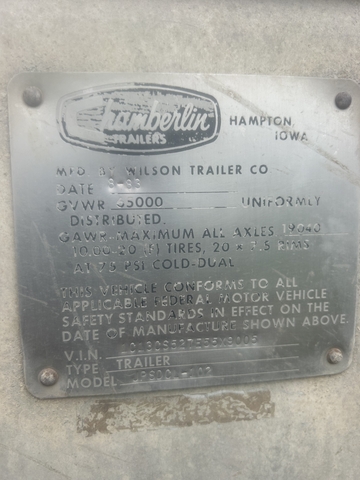 Chamberlin
TRAILERS
HAMPTON,
IOWA
MFD. BY WILSON TRAILER CO
DATE
GVWR 65000 UNIFORMLY
DISTRIBUTED.
GAWR-MAXIMUM ALL AXLES 19040
10.00-20 (F) TIRES, 20 x 7.5 RIMS
AT 75 PSI COLD-DUAL
THIS VEHICLE CONFORMS TO ALL
APPLICABLE FEDERAL MOTOR VEHICLE
SAFETY STANDARDS IN EFFECT ON THE
DATE OF MANUFACTURE SHOWN ABOVE.
V.I.N.
TYPE TRAILER
MODEL